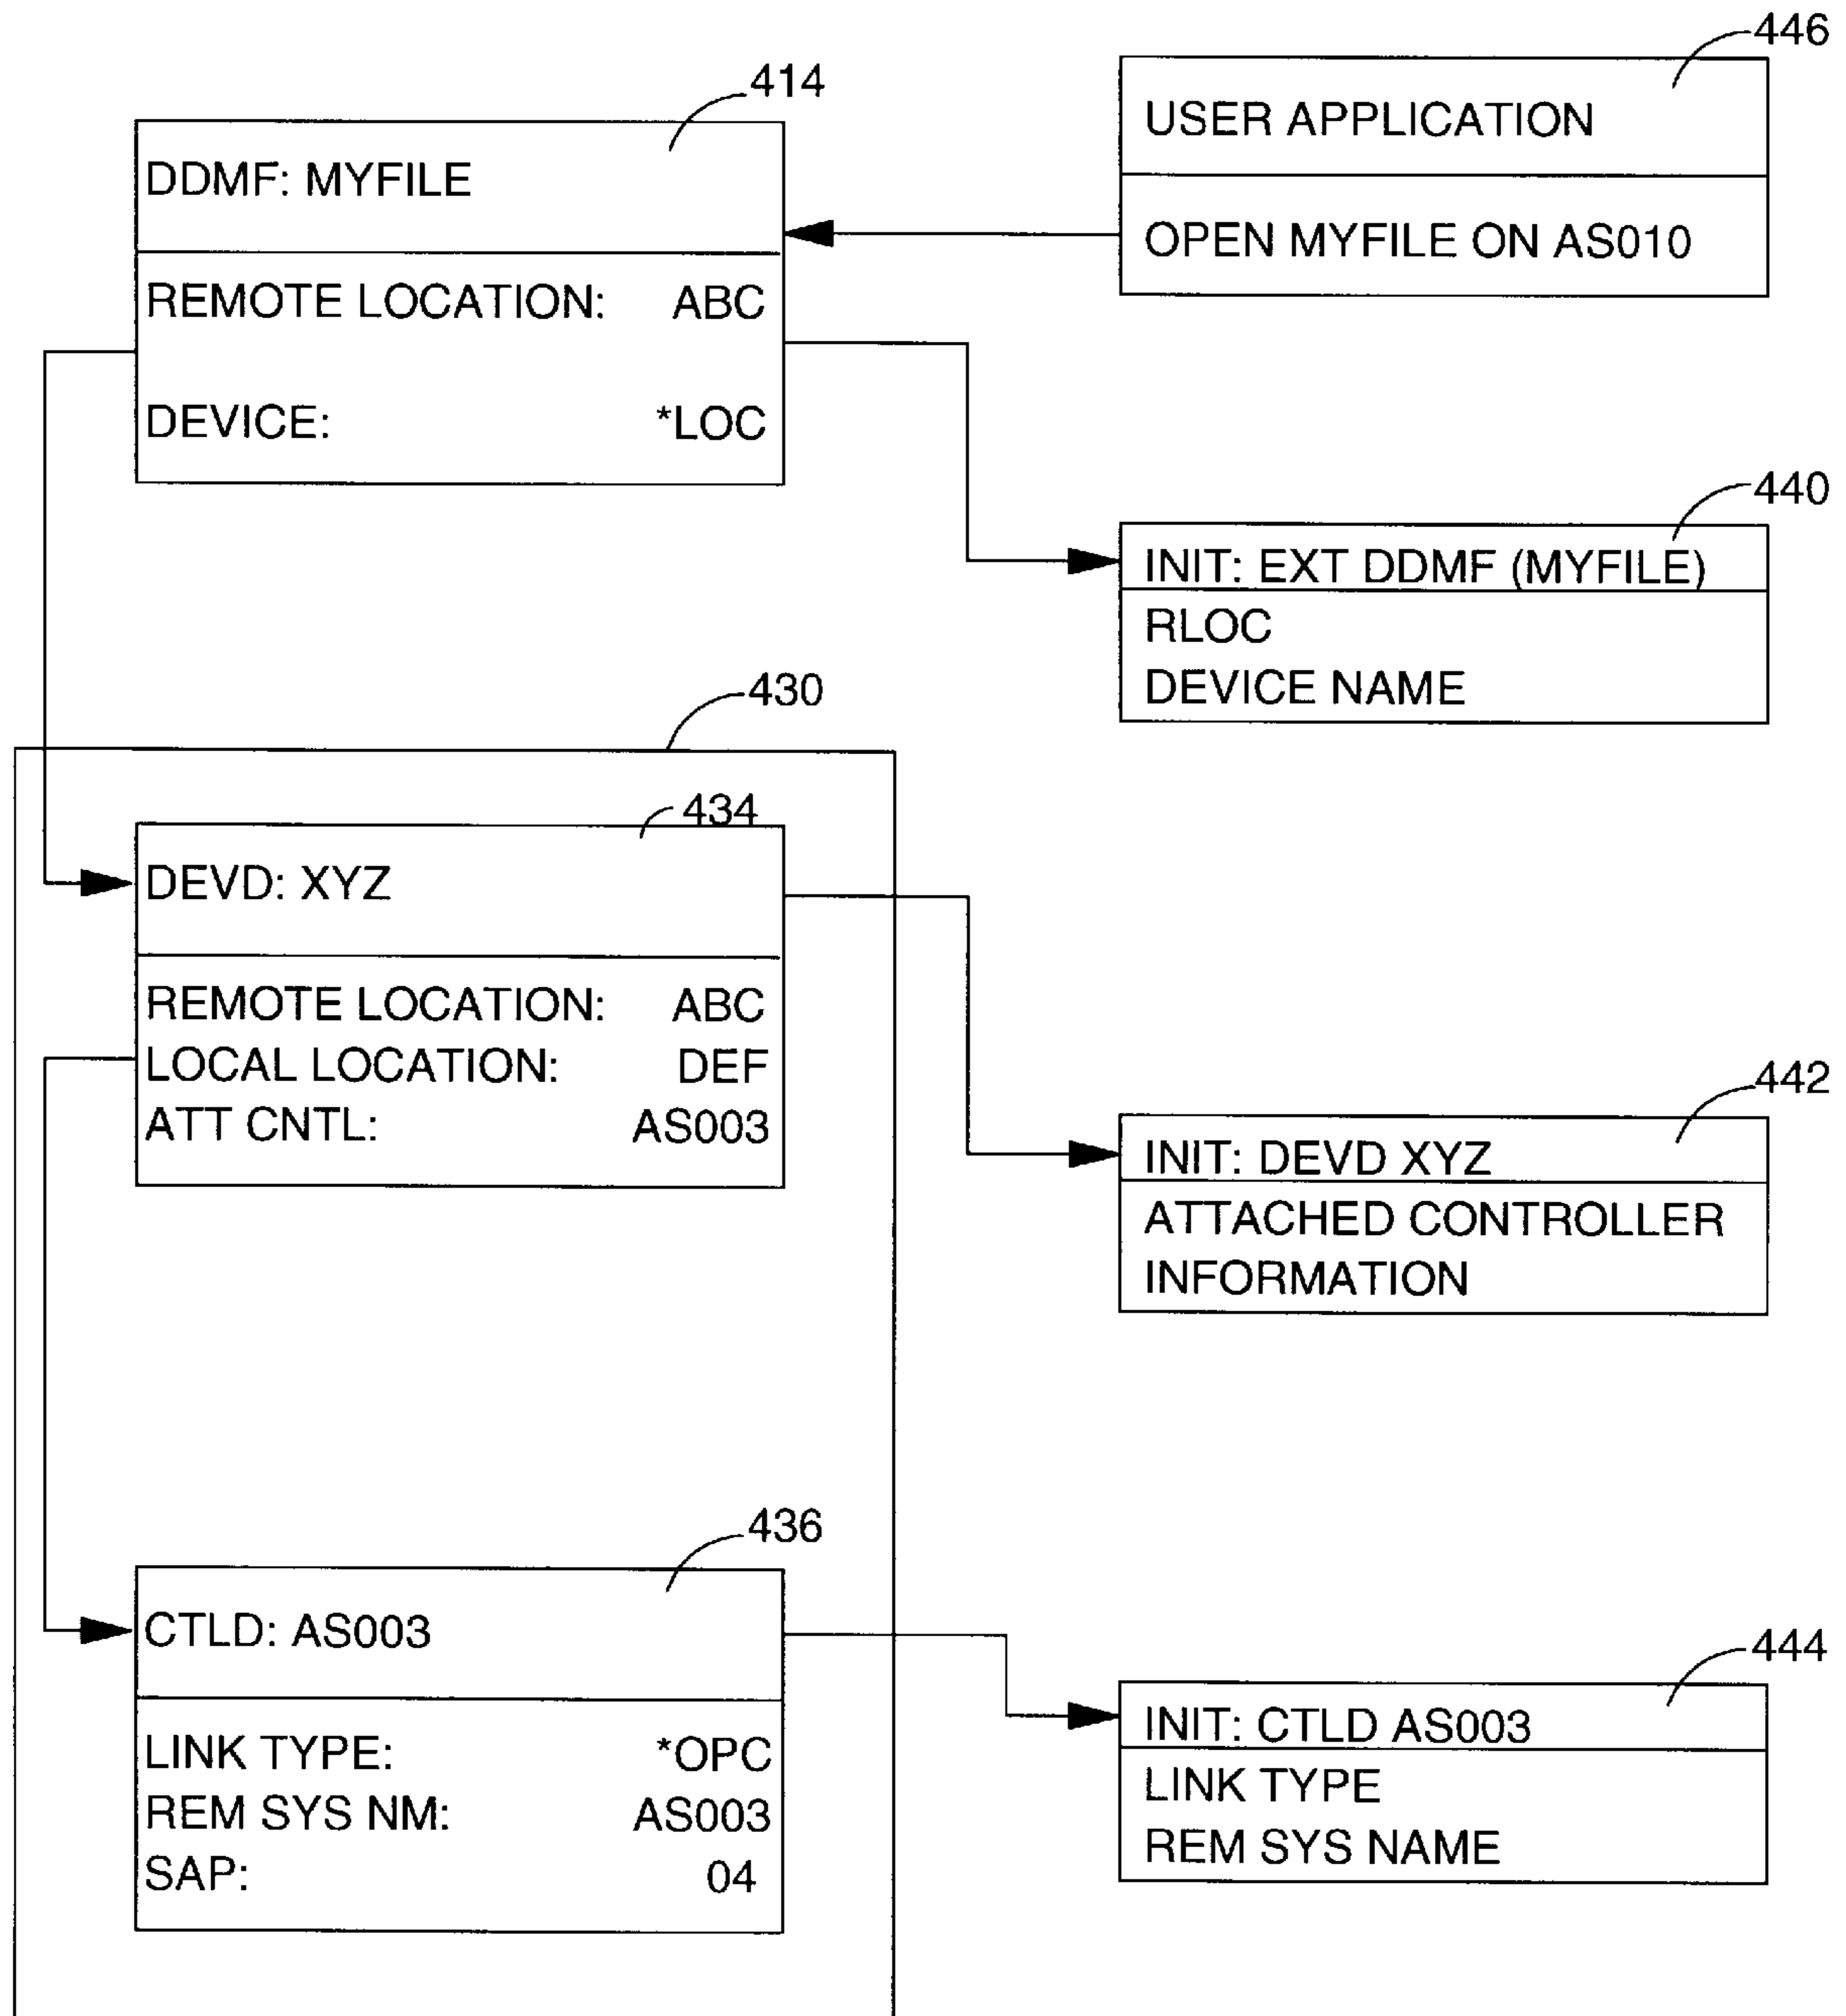 446
USER APPLICATION
OPEN MYFILE ON AS010
414
DDMF: MYFILE
REMOTE LOCATION: ABC
DEVICE: *LOC
440
INIT: EXT DDMF (MYFILE)
RLOC
DEVICE NAME
430
434
DEVD: XYZ
REMOTE LOCATION: ABC
LOCAL LOCATION: DEF
ATT CNTL: AS003
442
INIT: DEVD XYZ
ATTACHED CONTROLLER
INFORMATION
436
CTLD: AS003
LINK TYPE: *OPC
REM SYS NM: AS003
SAP: 04
444
INIT: CTLD AS003
LINK TYPE
REM SYS NAME